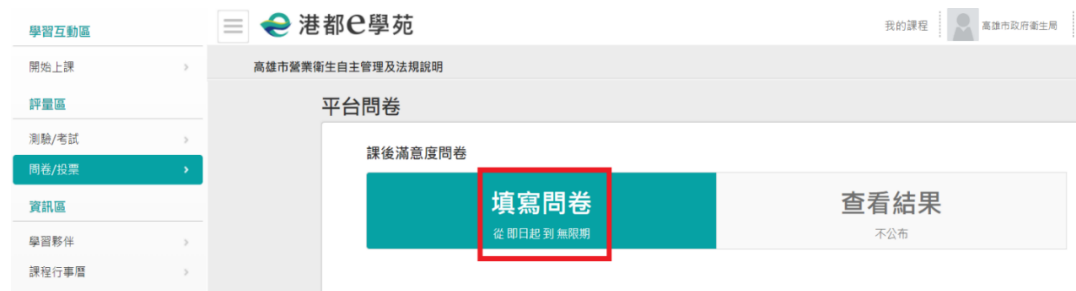 學習互動區
開始上課
評量區
測驗/考試
問卷/投票
資訊區
學習夥伴
課程行事曆
港都e學苑
我的課程
高雄市政府衛生局
高雄市營業衛生自主管理及法規說明
平台問卷
課後滿意度問卷
填寫問卷
從 即日起 到 無限期
查看結果
不公布